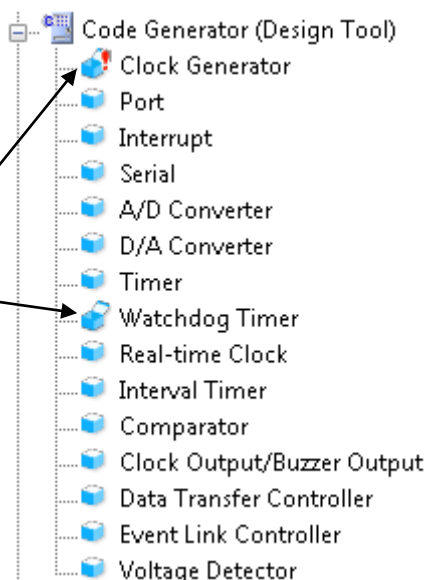 Code Generator (Design Tool)
Clock Generator
Port
Interrupt
Serial
A/D Converter
D/A Converter
Timer
Watchdog Timer
Real-time Clock
Interval Timer
Comparator
Clock Output/Buzzer Output
Data Transfer Controller
Event Link Controller
Voltage Detector